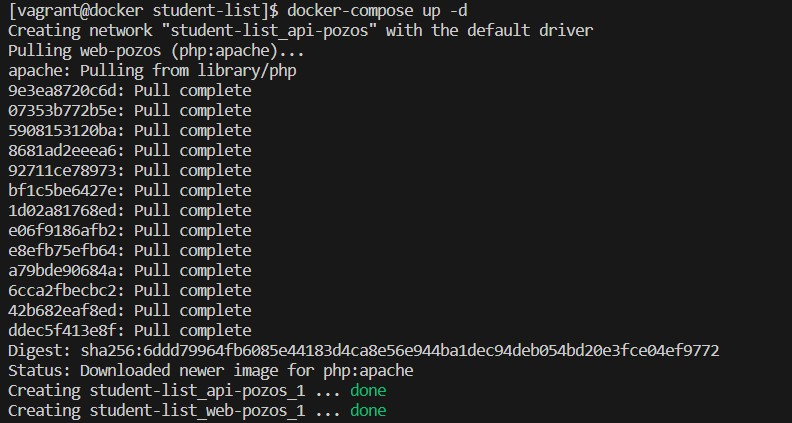 [vagrant@docker student-list]$ docker-compose up -d
Creating network "student-list_api-pozos" with the default driver
Pulling web-pozos (php:apache)...
apache: Pulling from library/php
9e3ea8720c6d: Pull complete
07353b772b5e: Pull complete
5908153120ba: Pull complete
8681ad2eeea6: Pull complete
92711ce78973: Pull complete
bf1c5be6427e: Pull complete
1d02a81768ed: Pull complete
e06f9186afb2: Pull complete
e8efb75efb64: Pull complete
a79bde90684a: Pull complete
6cca2fbecbc2: Pull complete
42b682eaf8ed: Pull complete
ddec5f413e8f: Pull complete
Digest: sha256:6ddd79964fb6085e44183d4ca8e56e944ba1dec94deb054bd20e3fce04ef9772
Status: Downloaded newer image for php:apache
Creating student-list_api-pozos_1 ... done
Creating student-list_web-pozos_1 ... done